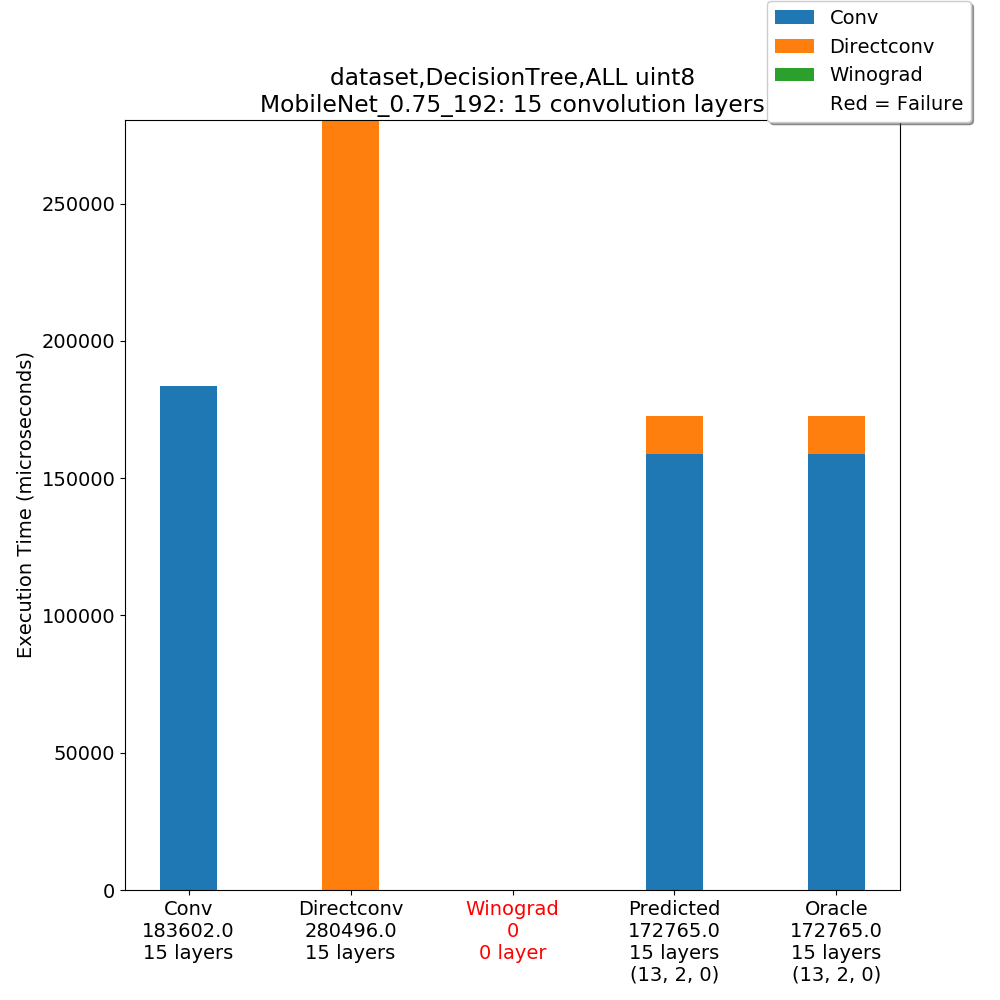 Conv
Directconv
Winograd
Red = Failure
dataset,DecisionTree,ALL uint8
MobileNet_0.75_192: 15 convolution layers
Execution Time (microseconds)
250000
200000
150000
100000
50000
0
Conv
183602.0
15 layers
Directconv
280496.0
15 layers
Winograd
0
0 layer
Predicted
172765.0
15 layers
(13, 2, 0)
Oracle
172765.0
15 layers
(13, 2, 0)